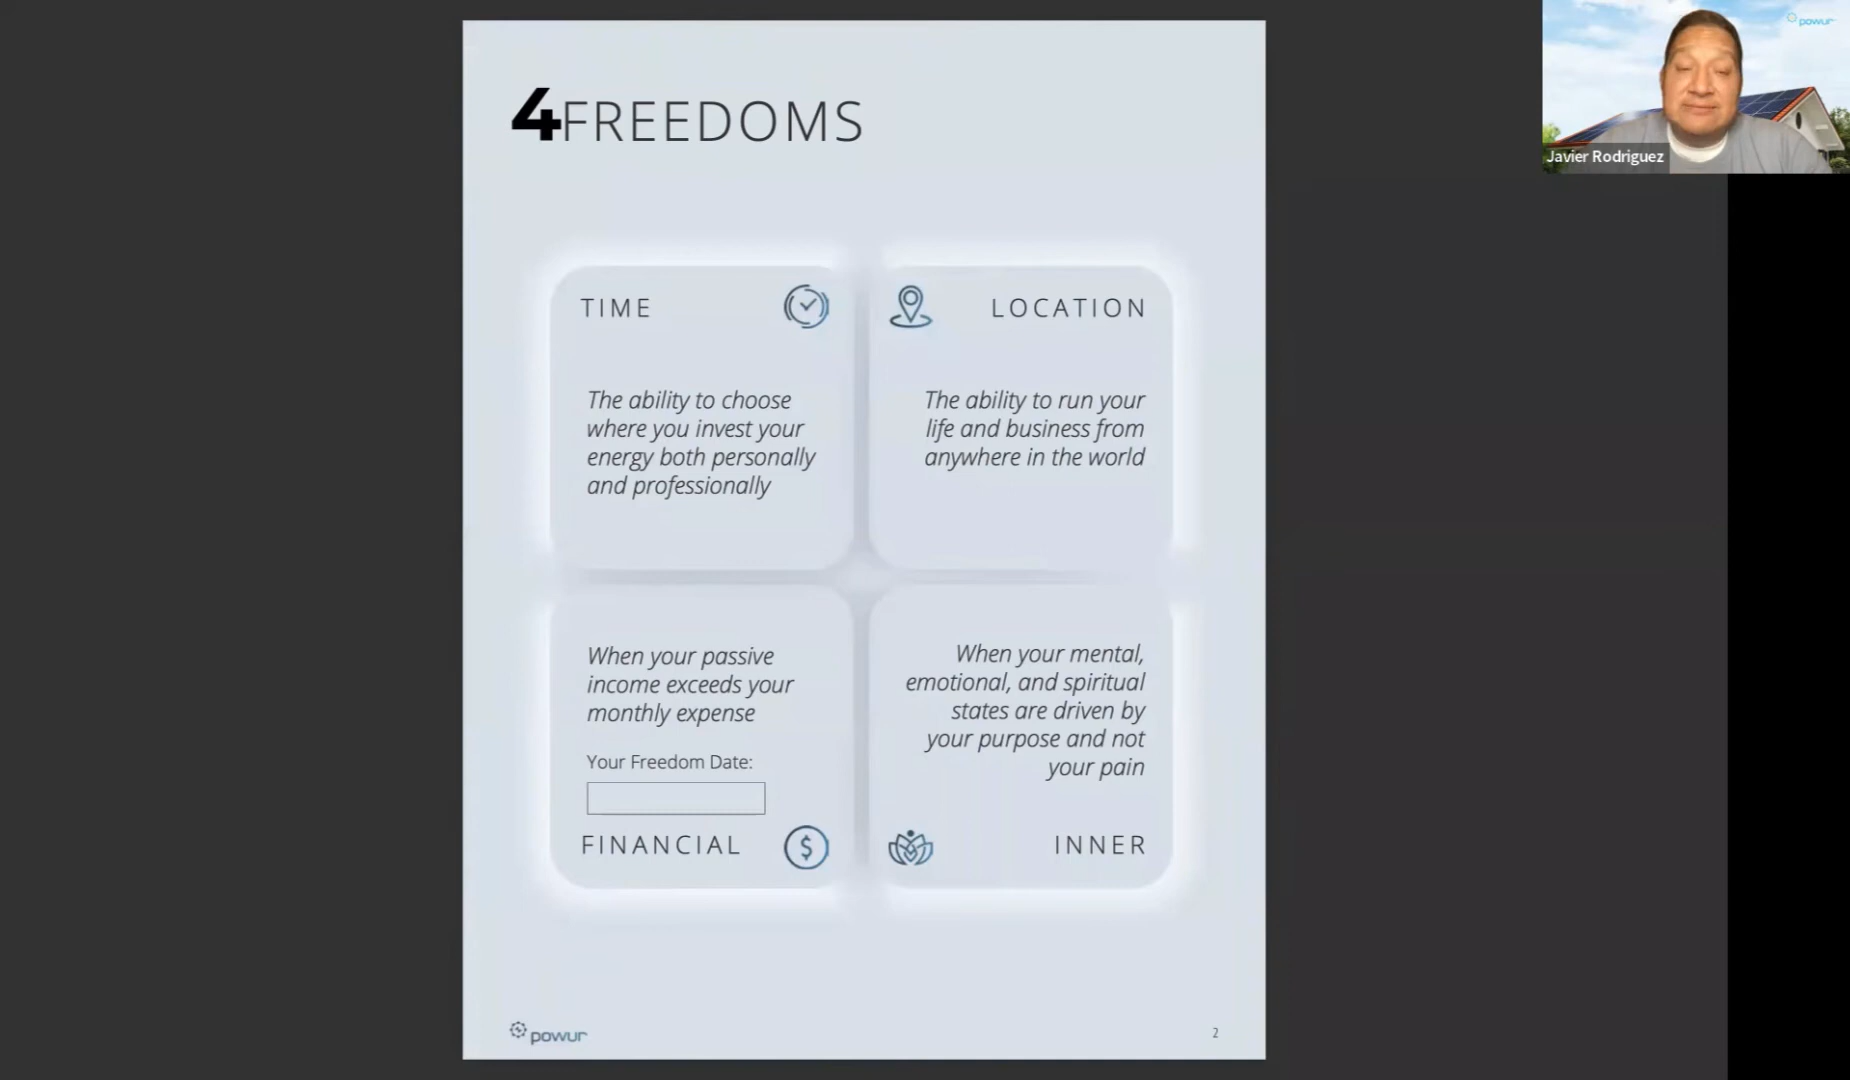 4FREEDOMS
TIME
The ability to choose
where you invest your
energy both personally
and professionally
LOCATION
The ability to run your
life and business from
anywhere in the world
When your passive
income exceeds your
monthly expense
Your Freedom Date:
FINANCIAL
When your mental,
emotional, and spiritual
states are driven by
your purpose and not
your pain
INNER
powur
2
powur
Javier Rodriguez